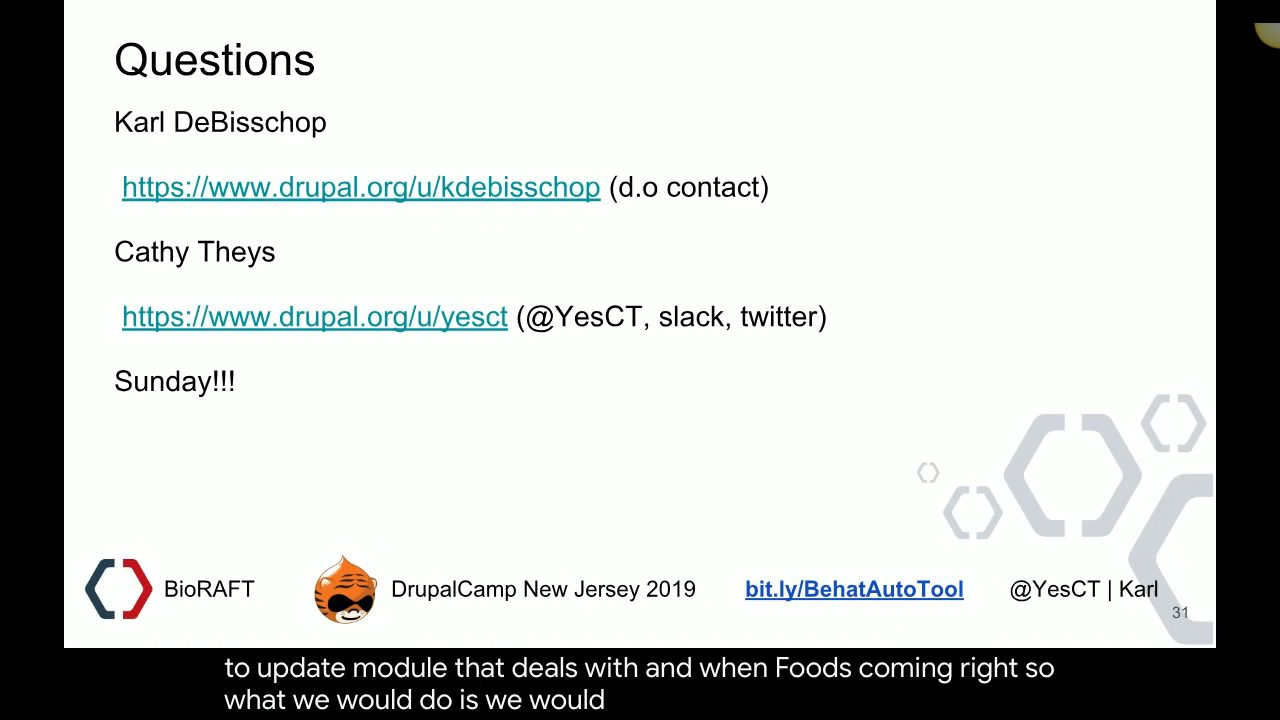 Questions
Karl DeBisschop
https://www.drupal.org/u/kdebisschop (d.o contact)
Cathy Theys
https://www.drupal.org/u/yesct (@YesCT, slack, twitter)
Sunday!!!
BioRAFT DrupalCamp New Jersey 2019 bit.ly/BehatAutoTool @YesCT | Karl
31
to update module that deals with and when Foods coming right so
what we would do is we would